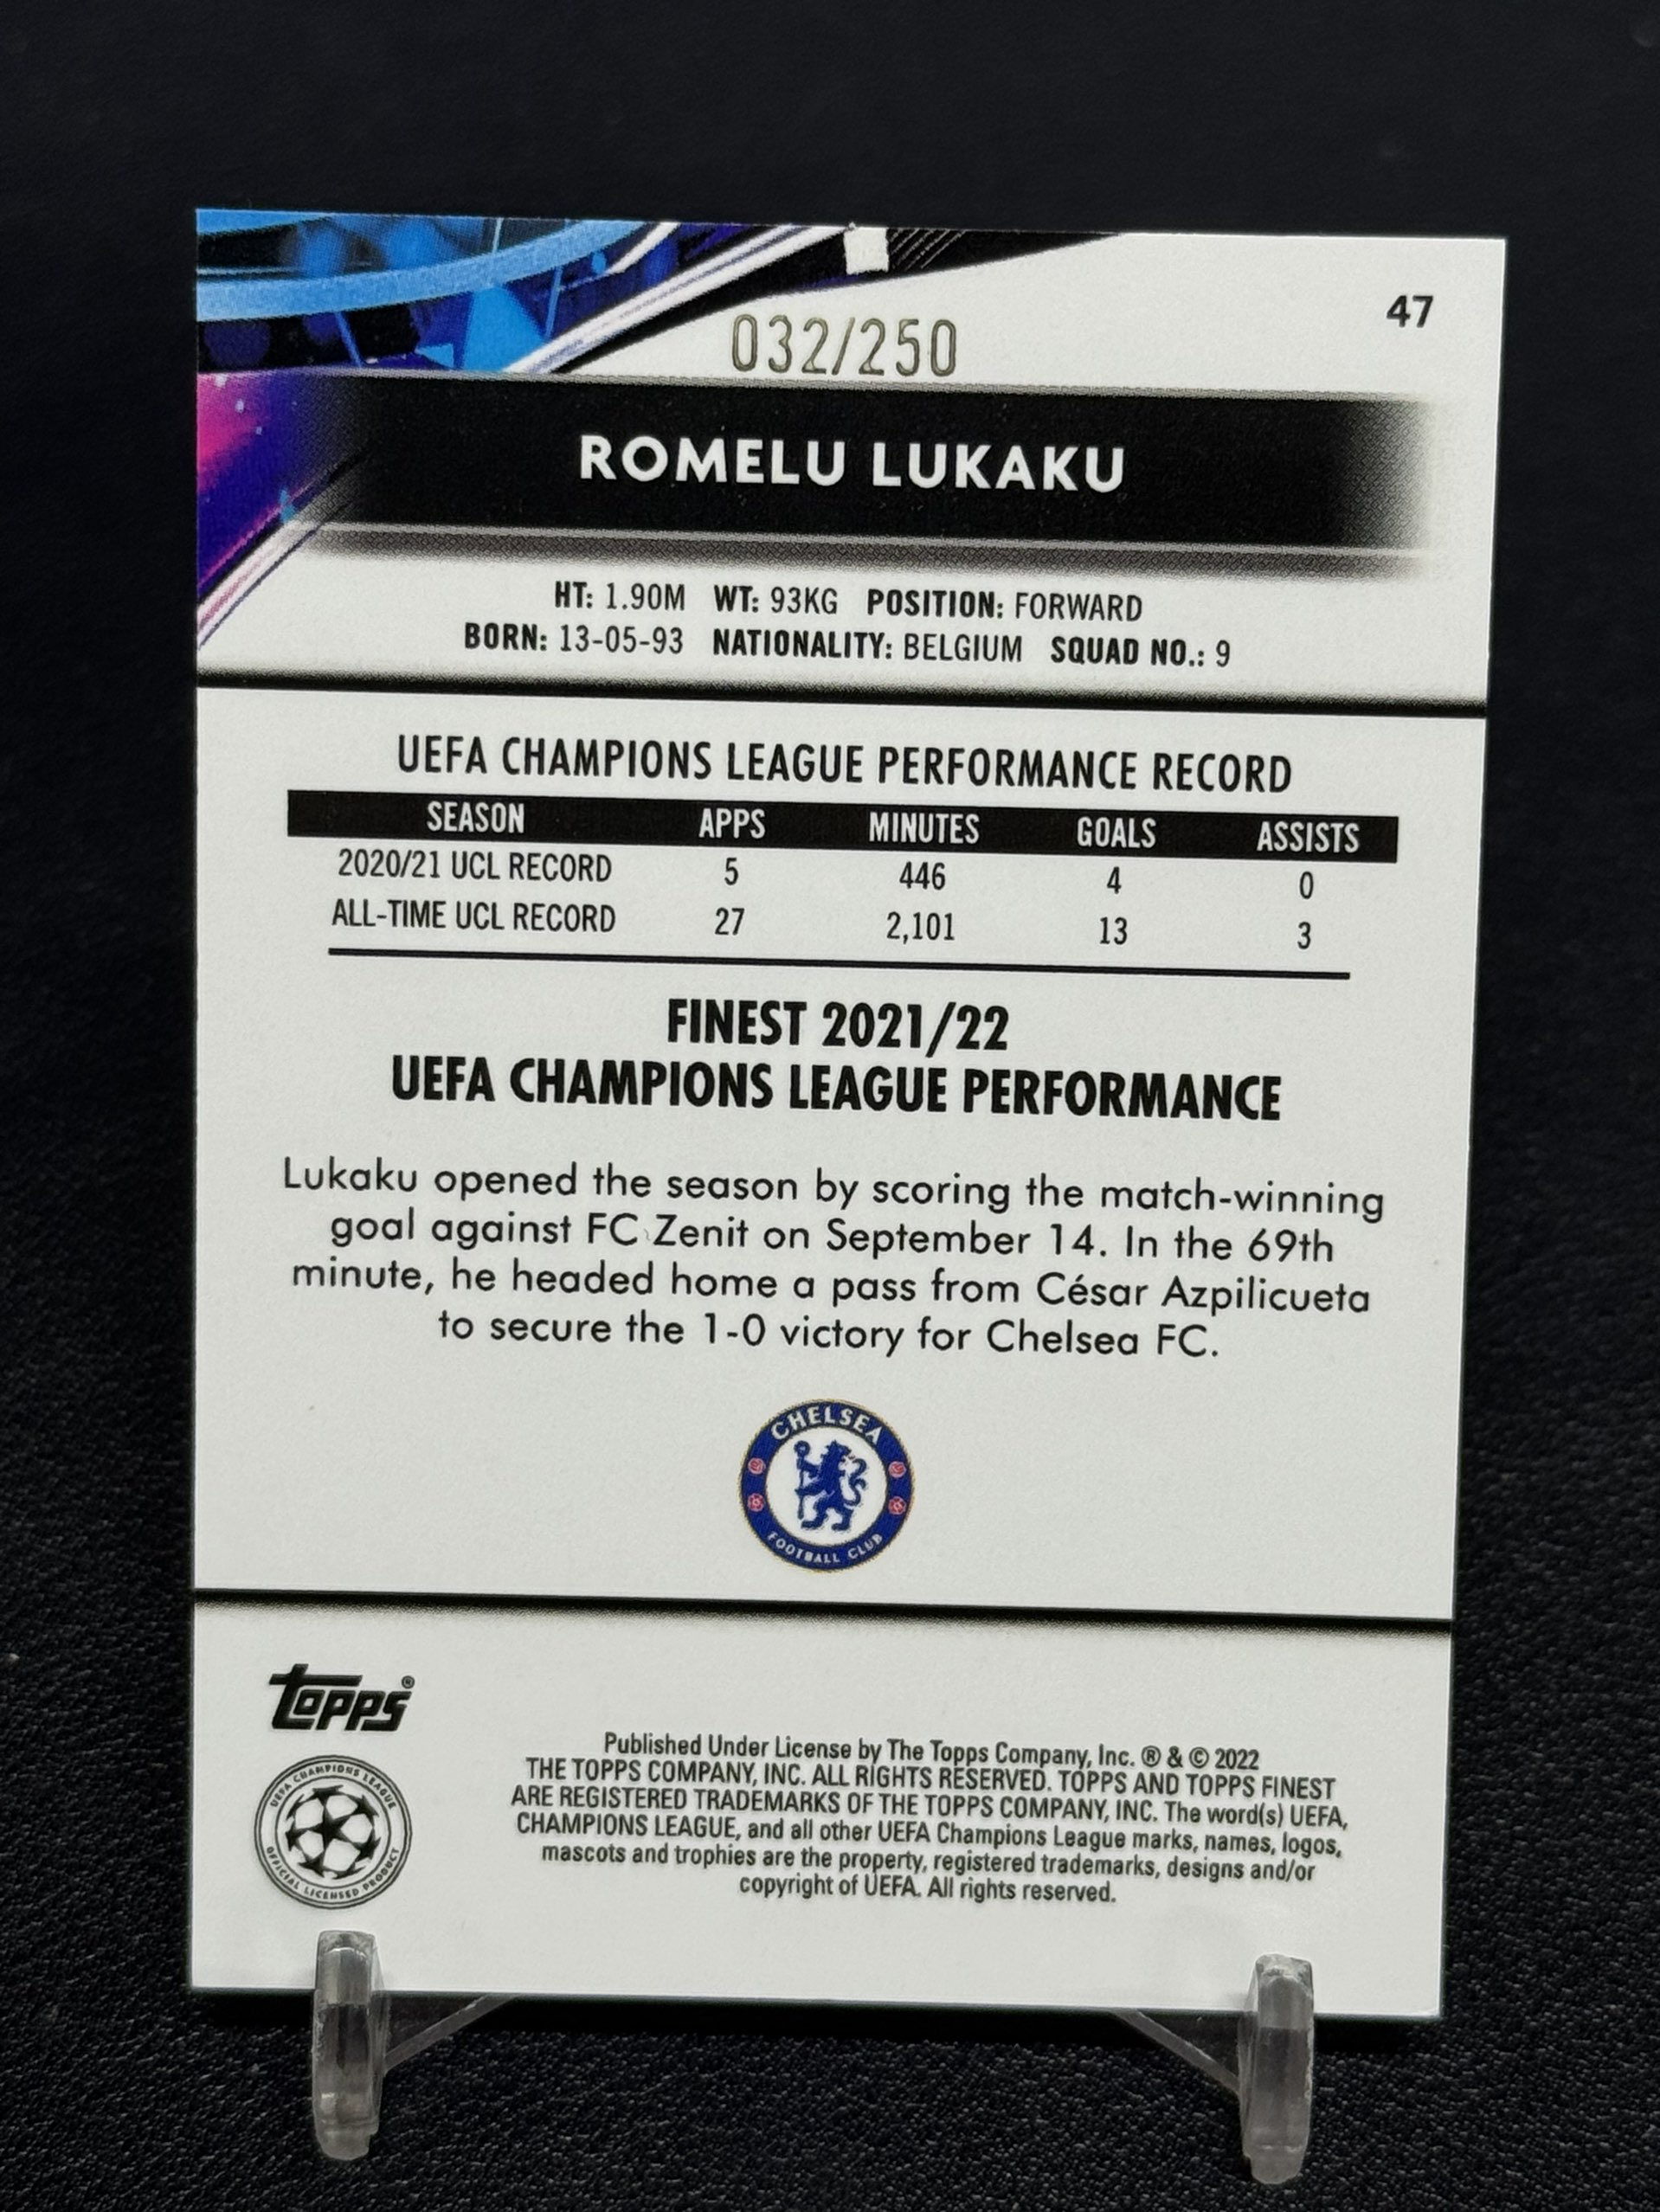 47
032/250
ROMELU LUKAKU
HT: 1.90M WT: 93KG POSITION: FORWARD
BORN: 13-05-93 NATIONALITY: BELGIUM SQUAD NO.: 9
UEFA CHAMPIONS LEAGUE PERFORMANCE RECORD
SEASON APPS MINUTES GOALS ASSISTS
2020/21 UCL RECORD 5 446 4 0
ALL-TIME UCL RECORD 27 2,101 13 3
FINEST 2021/22
UEFA CHAMPIONS LEAGUE PERFORMANCE
Lukaku opened the season by scoring the match-winning
goal against FC Zenit on September 14. In the 69th
minute, he headed home a pass from César Azpilicueta
to secure the 1-0 victory for Chelsea FC.
CHELSEA
FOOTBALL CLUB
topps®
UEFA CHAMPIONS LEAGUE
OFFICIAL LICENSED PRODUCT
Published Under License by The Topps Company, Inc. ® & © 2022
THE TOPPS COMPANY, INC. ALL RIGHTS RESERVED. TOPPS AND TOPPS FINEST
ARE REGISTERED TRADEMARKS OF THE TOPPS COMPANY, INC. The word(s) UEFA,
CHAMPIONS LEAGUE, and all other UEFA Champions League marks, names, logos,
mascots and trophies are the property, registered trademarks, designs and/or
copyright of UEFA. All rights reserved.